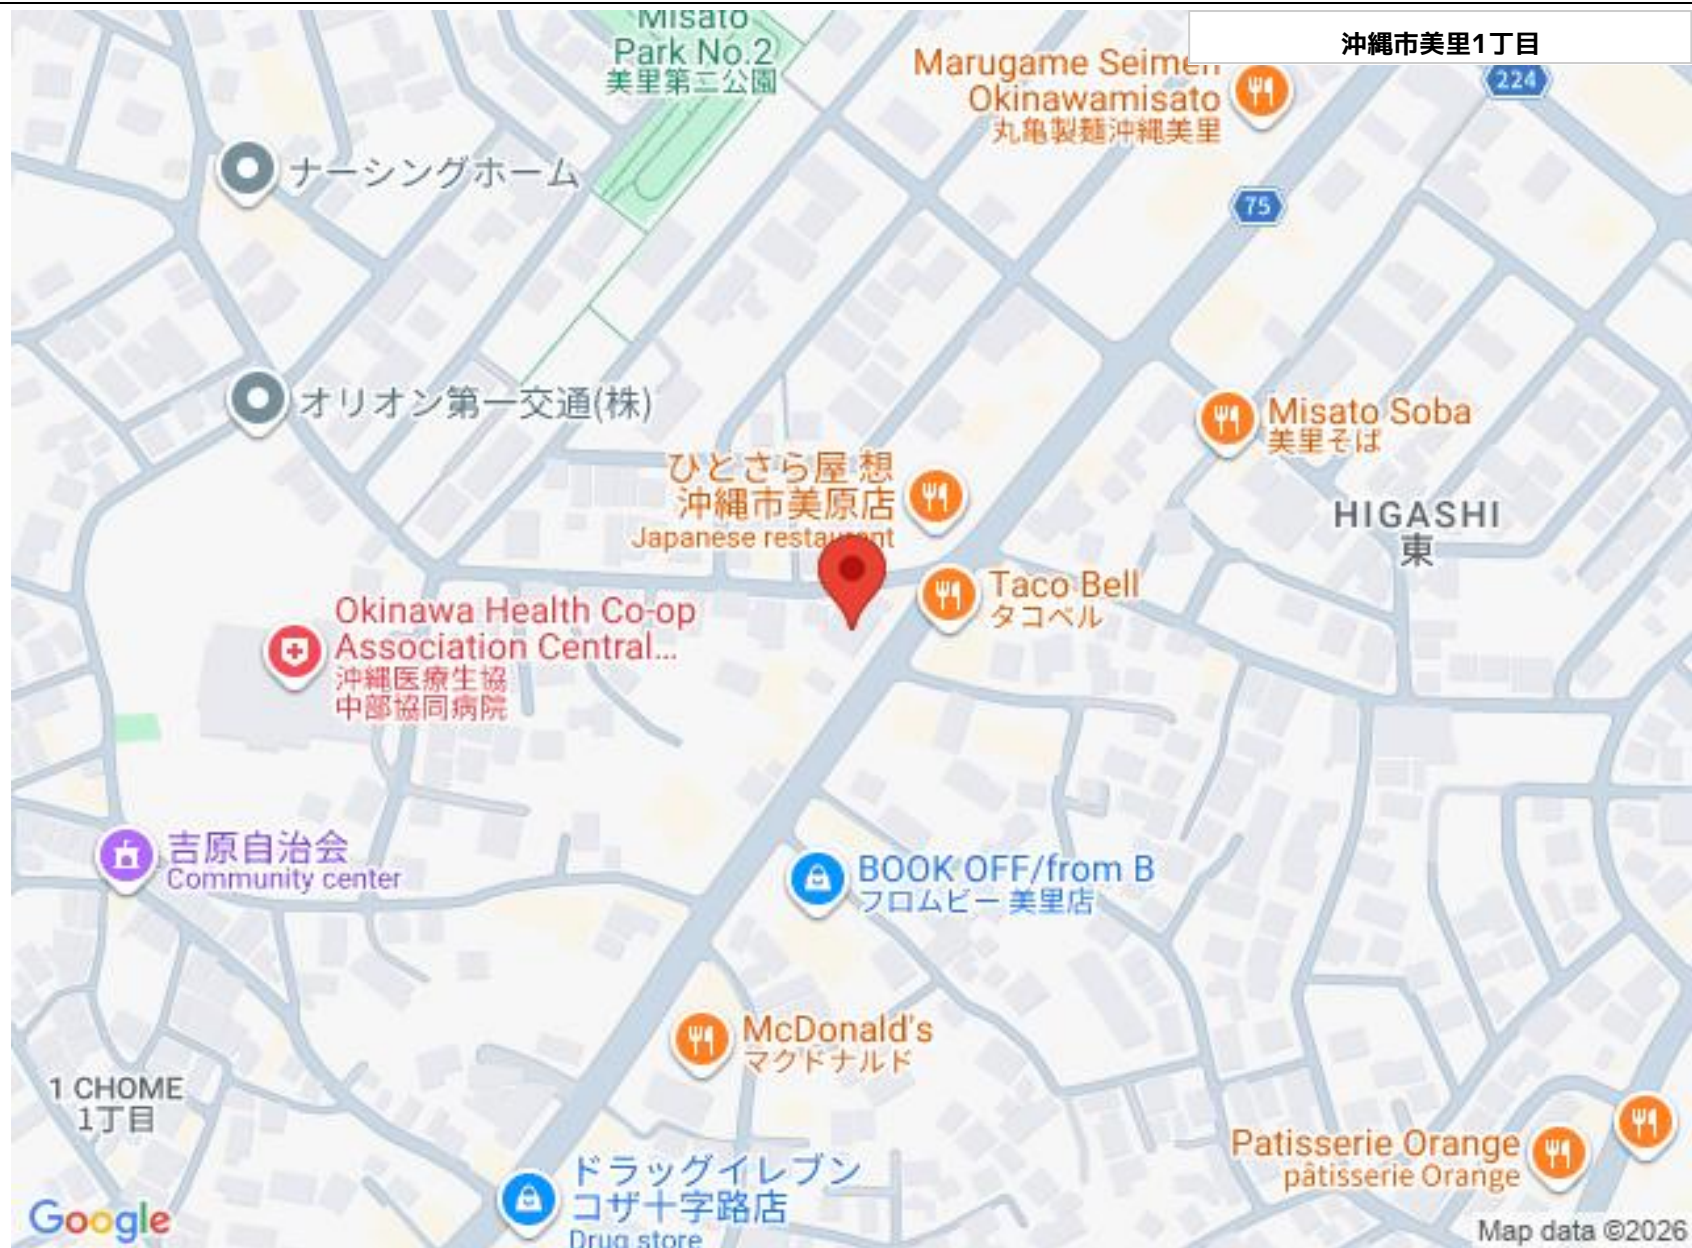 沖縄市美里1丁目
Misato
Park No.2
美里第二公園
Marugame Seimen
Okinawamisato
丸亀製麺沖縄美里
224
75
ナーシングホーム
オリオン第一交通(株)
Misato Soba
美里そば
ひとさら屋 想
沖縄市美原店
Japanese restaurant
HIGASHI
東
Taco Bell
タコベル
Okinawa Health Co-op
Association Central...
沖縄医療生協
中部協同病院
吉原自治会
Community center
BOOK OFF/from B
フロムビー 美里店
McDonald's
マクドナルド
1 CHOME
1丁目
Patisserie Orange
pâtisserie Orange
ドラッグイレブン
コザ十字路店
Drug store
Google
Map data ©2026